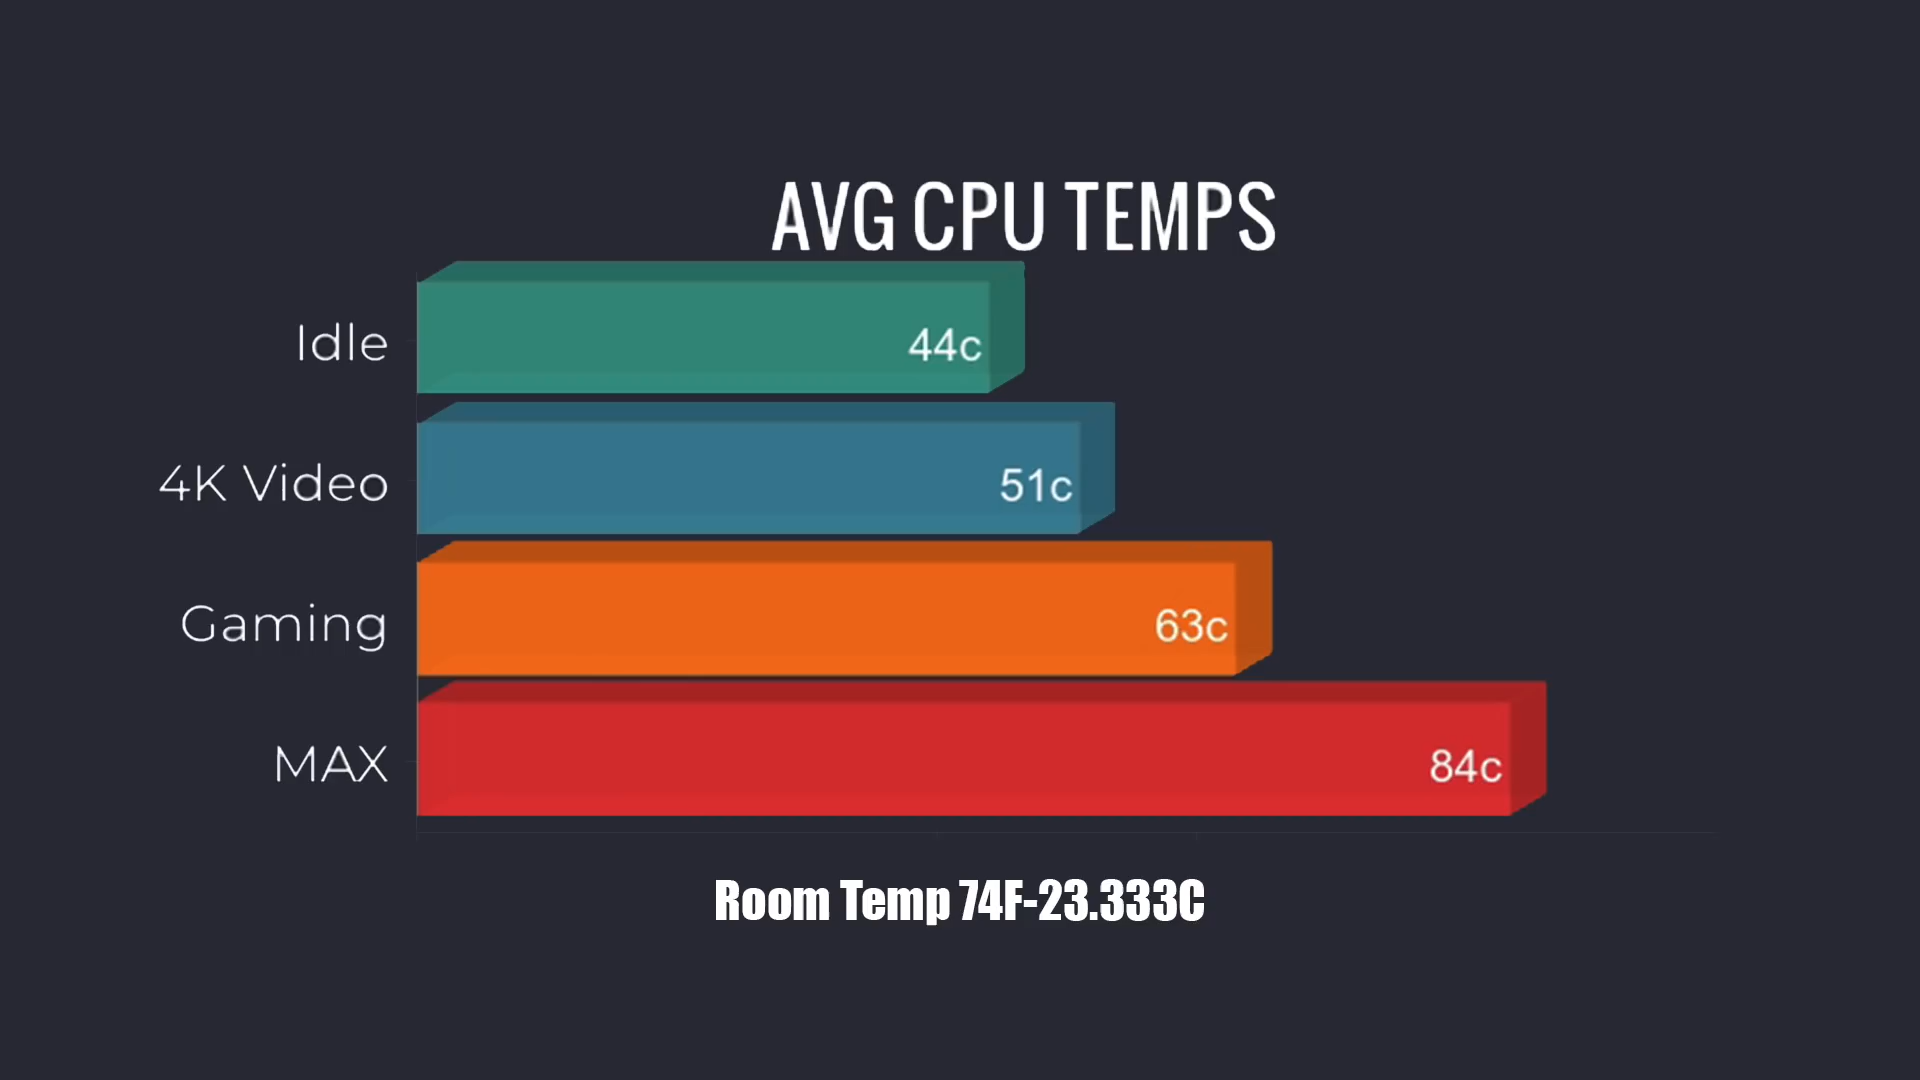 AVG CPU TEMPS
Idle 44c
4K Video 51c
Gaming 63c
MAX 84c
Room Temp 74F-23.333C